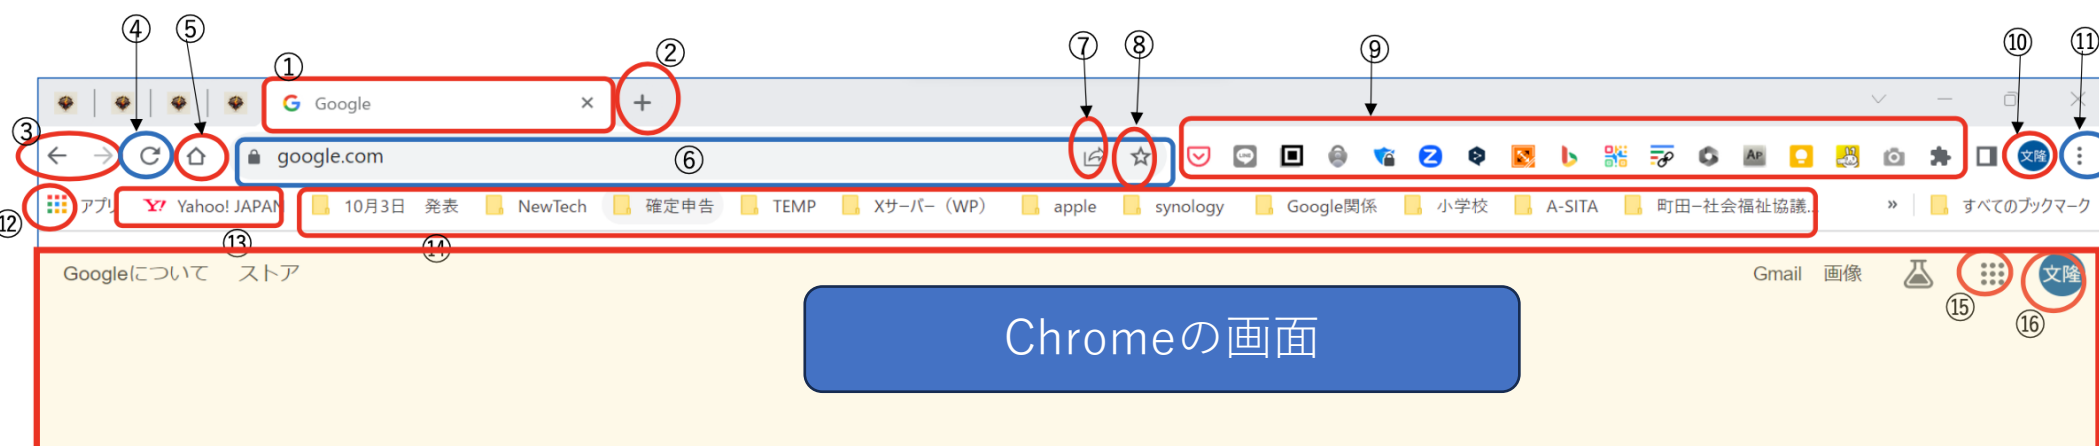 ④ ⑤ ⑦ ⑧ ⑨ ⑩ ⑪
① ②
Google
③
google.com ⑥ 文隆
アプリ Yahoo! JAPAN 10月3日 発表 NewTech 確定申告 TEMP Xサーバー（WP） apple synology Google関係 小学校 A-SITA 町田-社会福祉協議... » すべてのブックマーク
⑫ ⑬ ⑭
Googleについて ストア Gmail 画像 文隆
⑮ ⑯
Chromeの画面